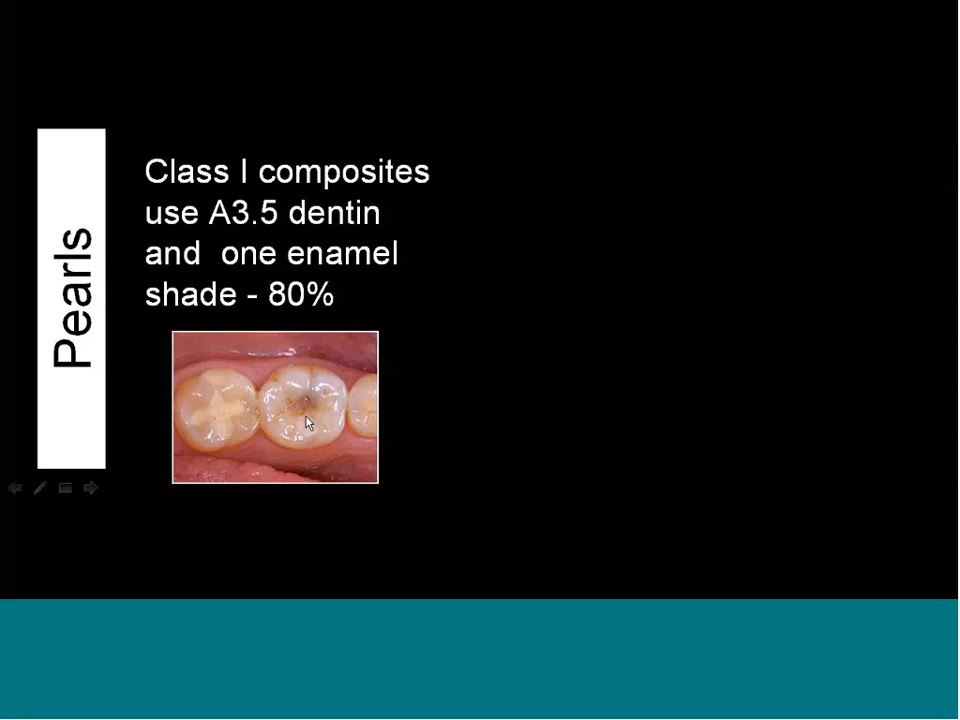 Pearls
Class I composites
use A3.5 dentin
and  one enamel
shade - 80%